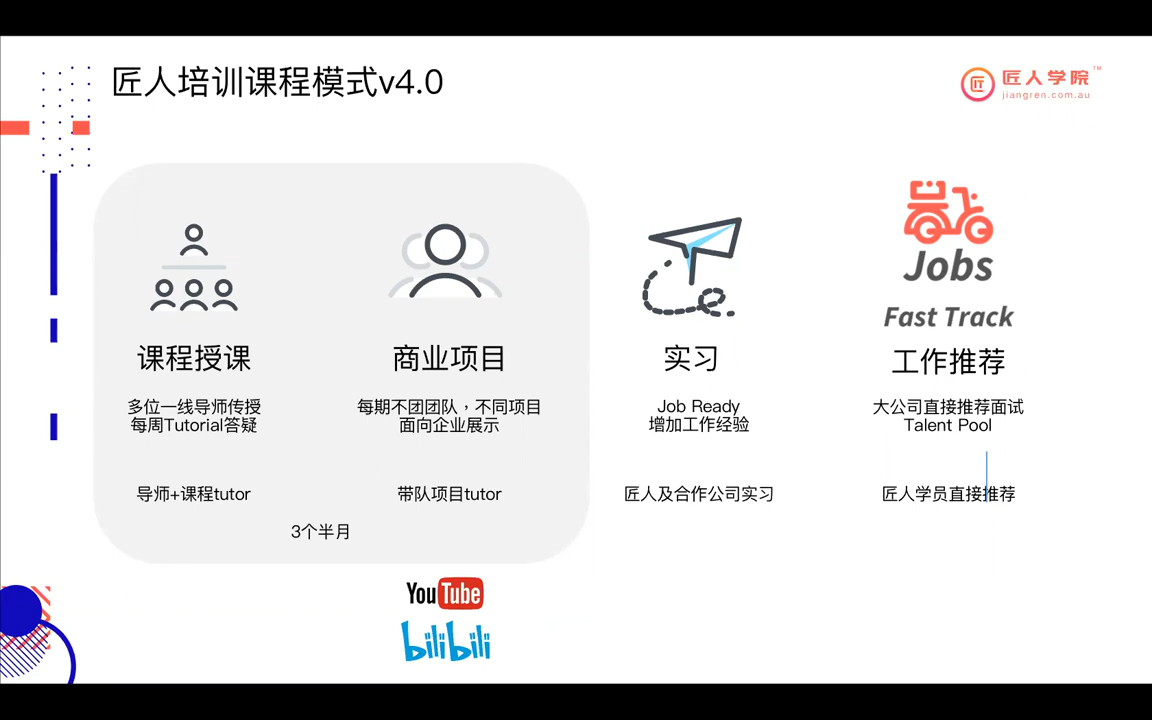 匠人培训课程模式v4.0
匠
匠人学院™
jiangren.com.au
课程授课
多位一线导师传授
每周Tutorial答疑
导师+课程tutor
商业项目
每期不团团队，不同项目
面向企业展示
带队项目tutor
3个半月
实习
Job Ready
增加工作经验
匠人及合作公司实习
Jobs
Fast Track
工作推荐
大公司直接推荐面试
Talent Pool
匠人学员直接推荐
YouTube
bilibili